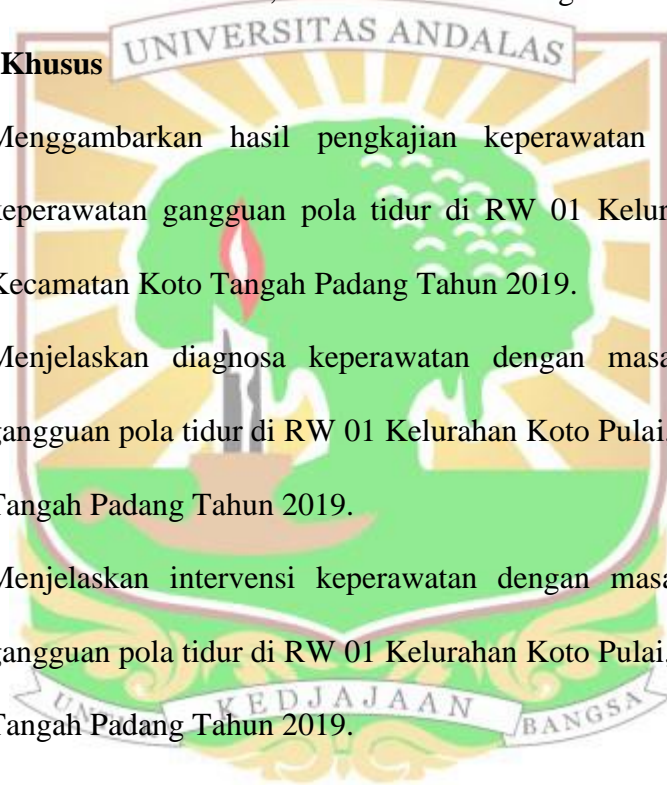 UNIVERSITAS ANDALAS
Khusus
Menggambarkan hasil pengkajian keperawatan
keperawatan gangguan pola tidur di RW 01 Kelur
Kecamatan Koto Tangah Padang Tahun 2019.
Menjelaskan diagnosa keperawatan dengan masa
gangguan pola tidur di RW 01 Kelurahan Koto Pulai
Tangah Padang Tahun 2019.
Menjelaskan intervensi keperawatan dengan masa
gangguan pola tidur di RW 01 Kelurahan Koto Pulai
Tangah Padang Tahun 2019.
KEDJAJAAN BANGSA